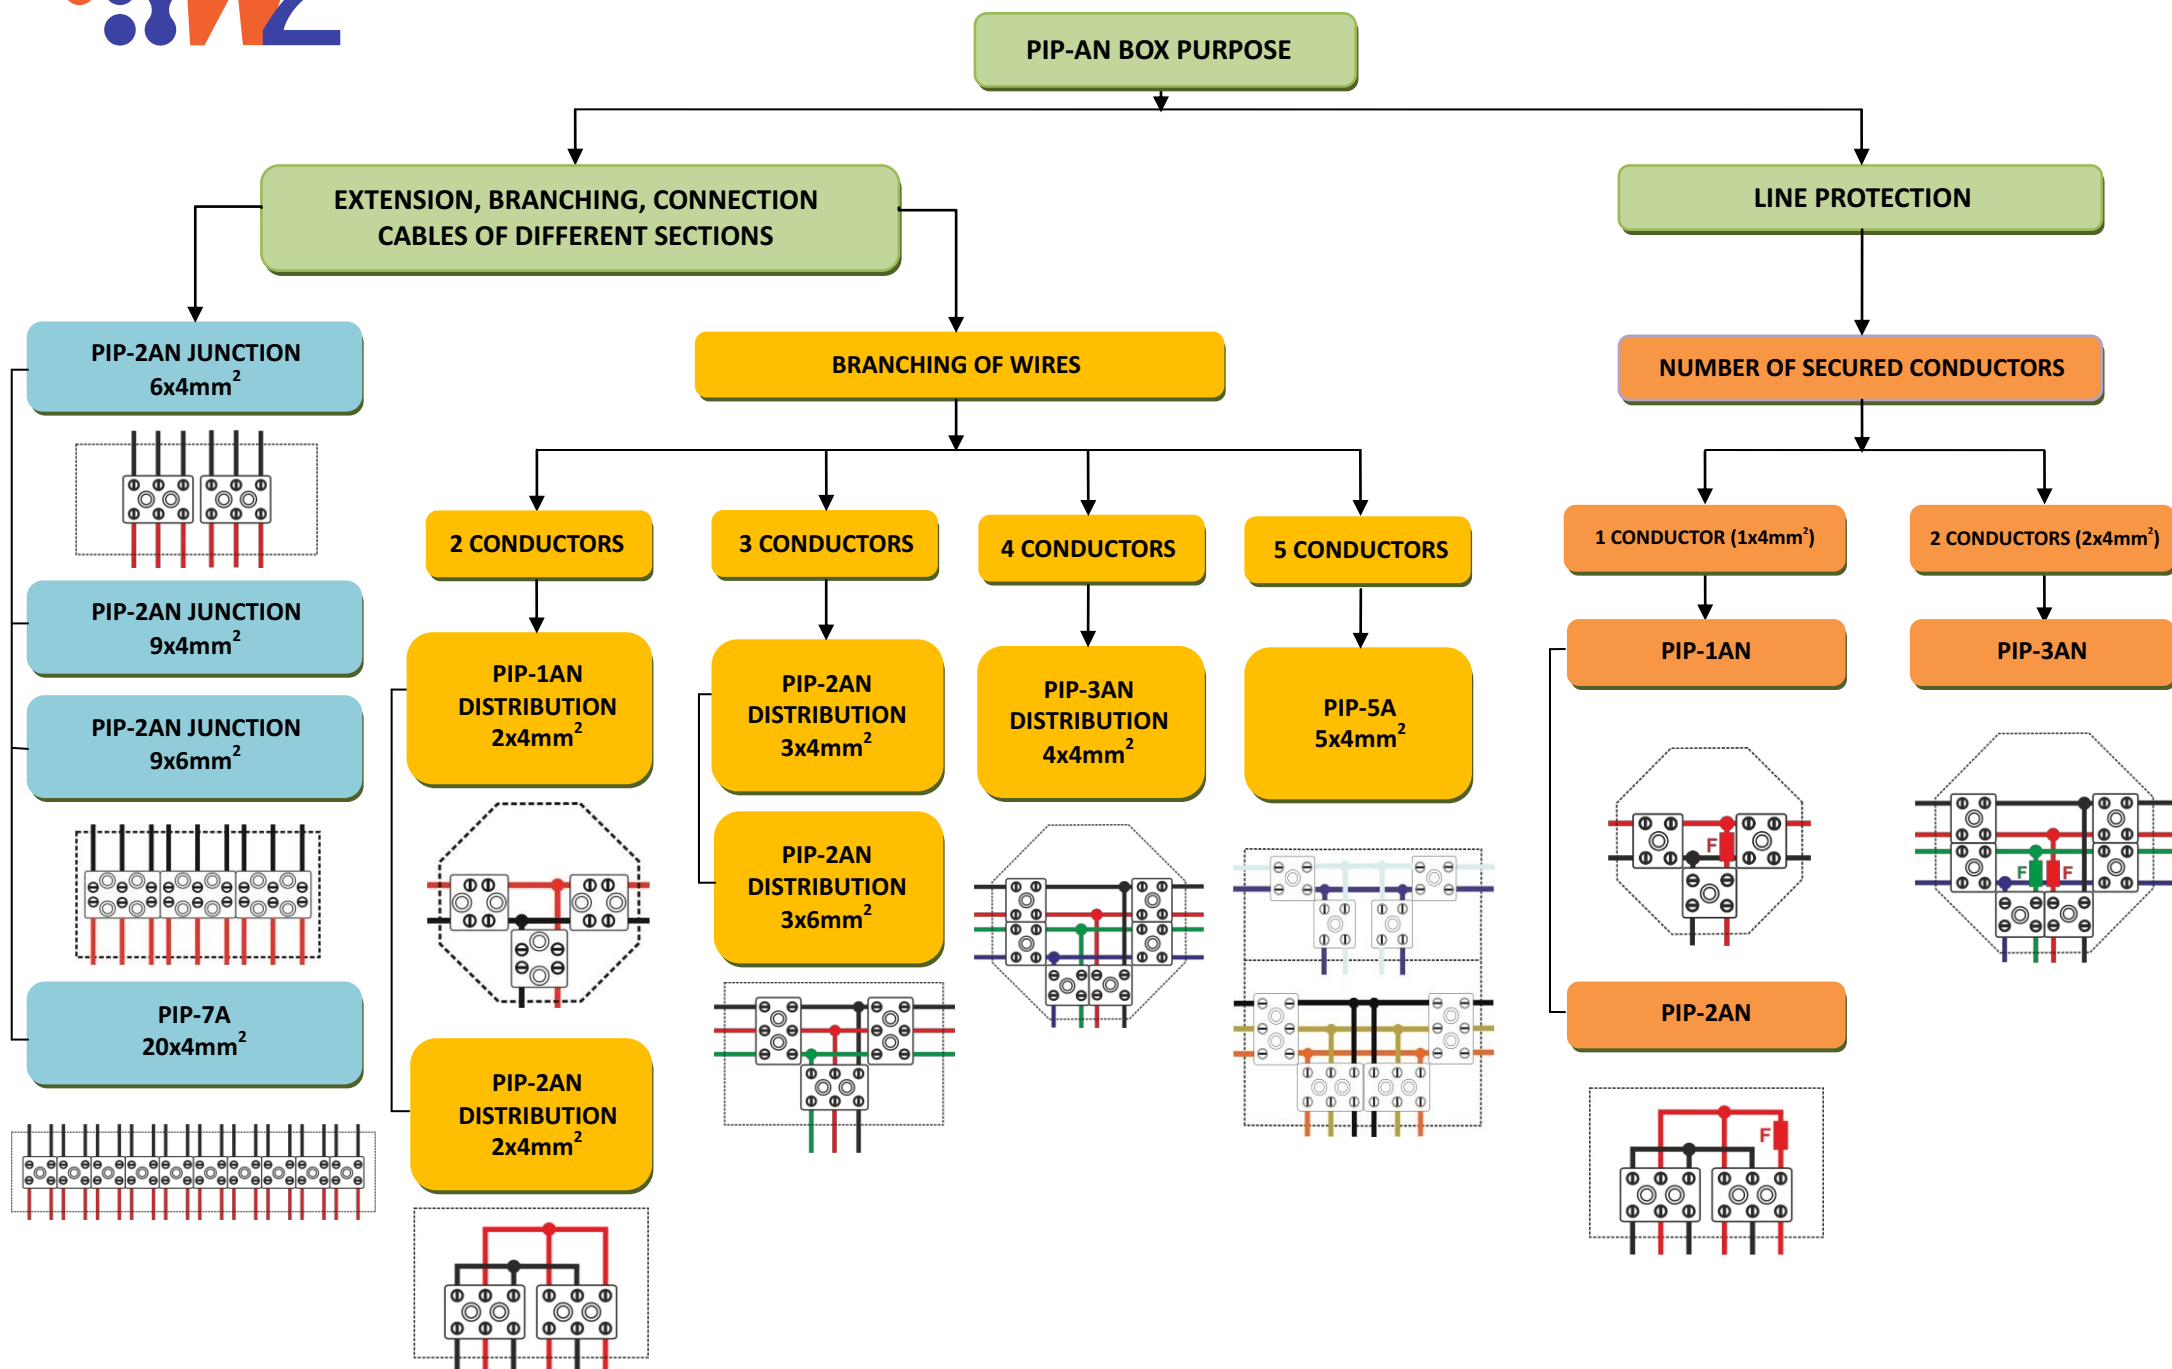 WZ
PIP-AN BOX PURPOSE
EXTENSION, BRANCHING, CONNECTION
CABLES OF DIFFERENT SECTIONS
LINE PROTECTION
PIP-2AN JUNCTION
6x4mm²
BRANCHING OF WIRES
NUMBER OF SECURED CONDUCTORS
2 CONDUCTORS
3 CONDUCTORS
4 CONDUCTORS
5 CONDUCTORS
1 CONDUCTOR (1x4mm²)
2 CONDUCTORS (2x4mm²)
PIP-2AN JUNCTION
9x4mm²
PIP-2AN JUNCTION
9x6mm²
PIP-7A
20x4mm²
PIP-1AN
DISTRIBUTION
2x4mm²
PIP-2AN
DISTRIBUTION
2x4mm²
PIP-2AN
DISTRIBUTION
3x4mm²
PIP-2AN
DISTRIBUTION
3x6mm²
PIP-3AN
DISTRIBUTION
4x4mm²
PIP-5A
5x4mm²
PIP-1AN
F
PIP-2AN
F
PIP-3AN
F F